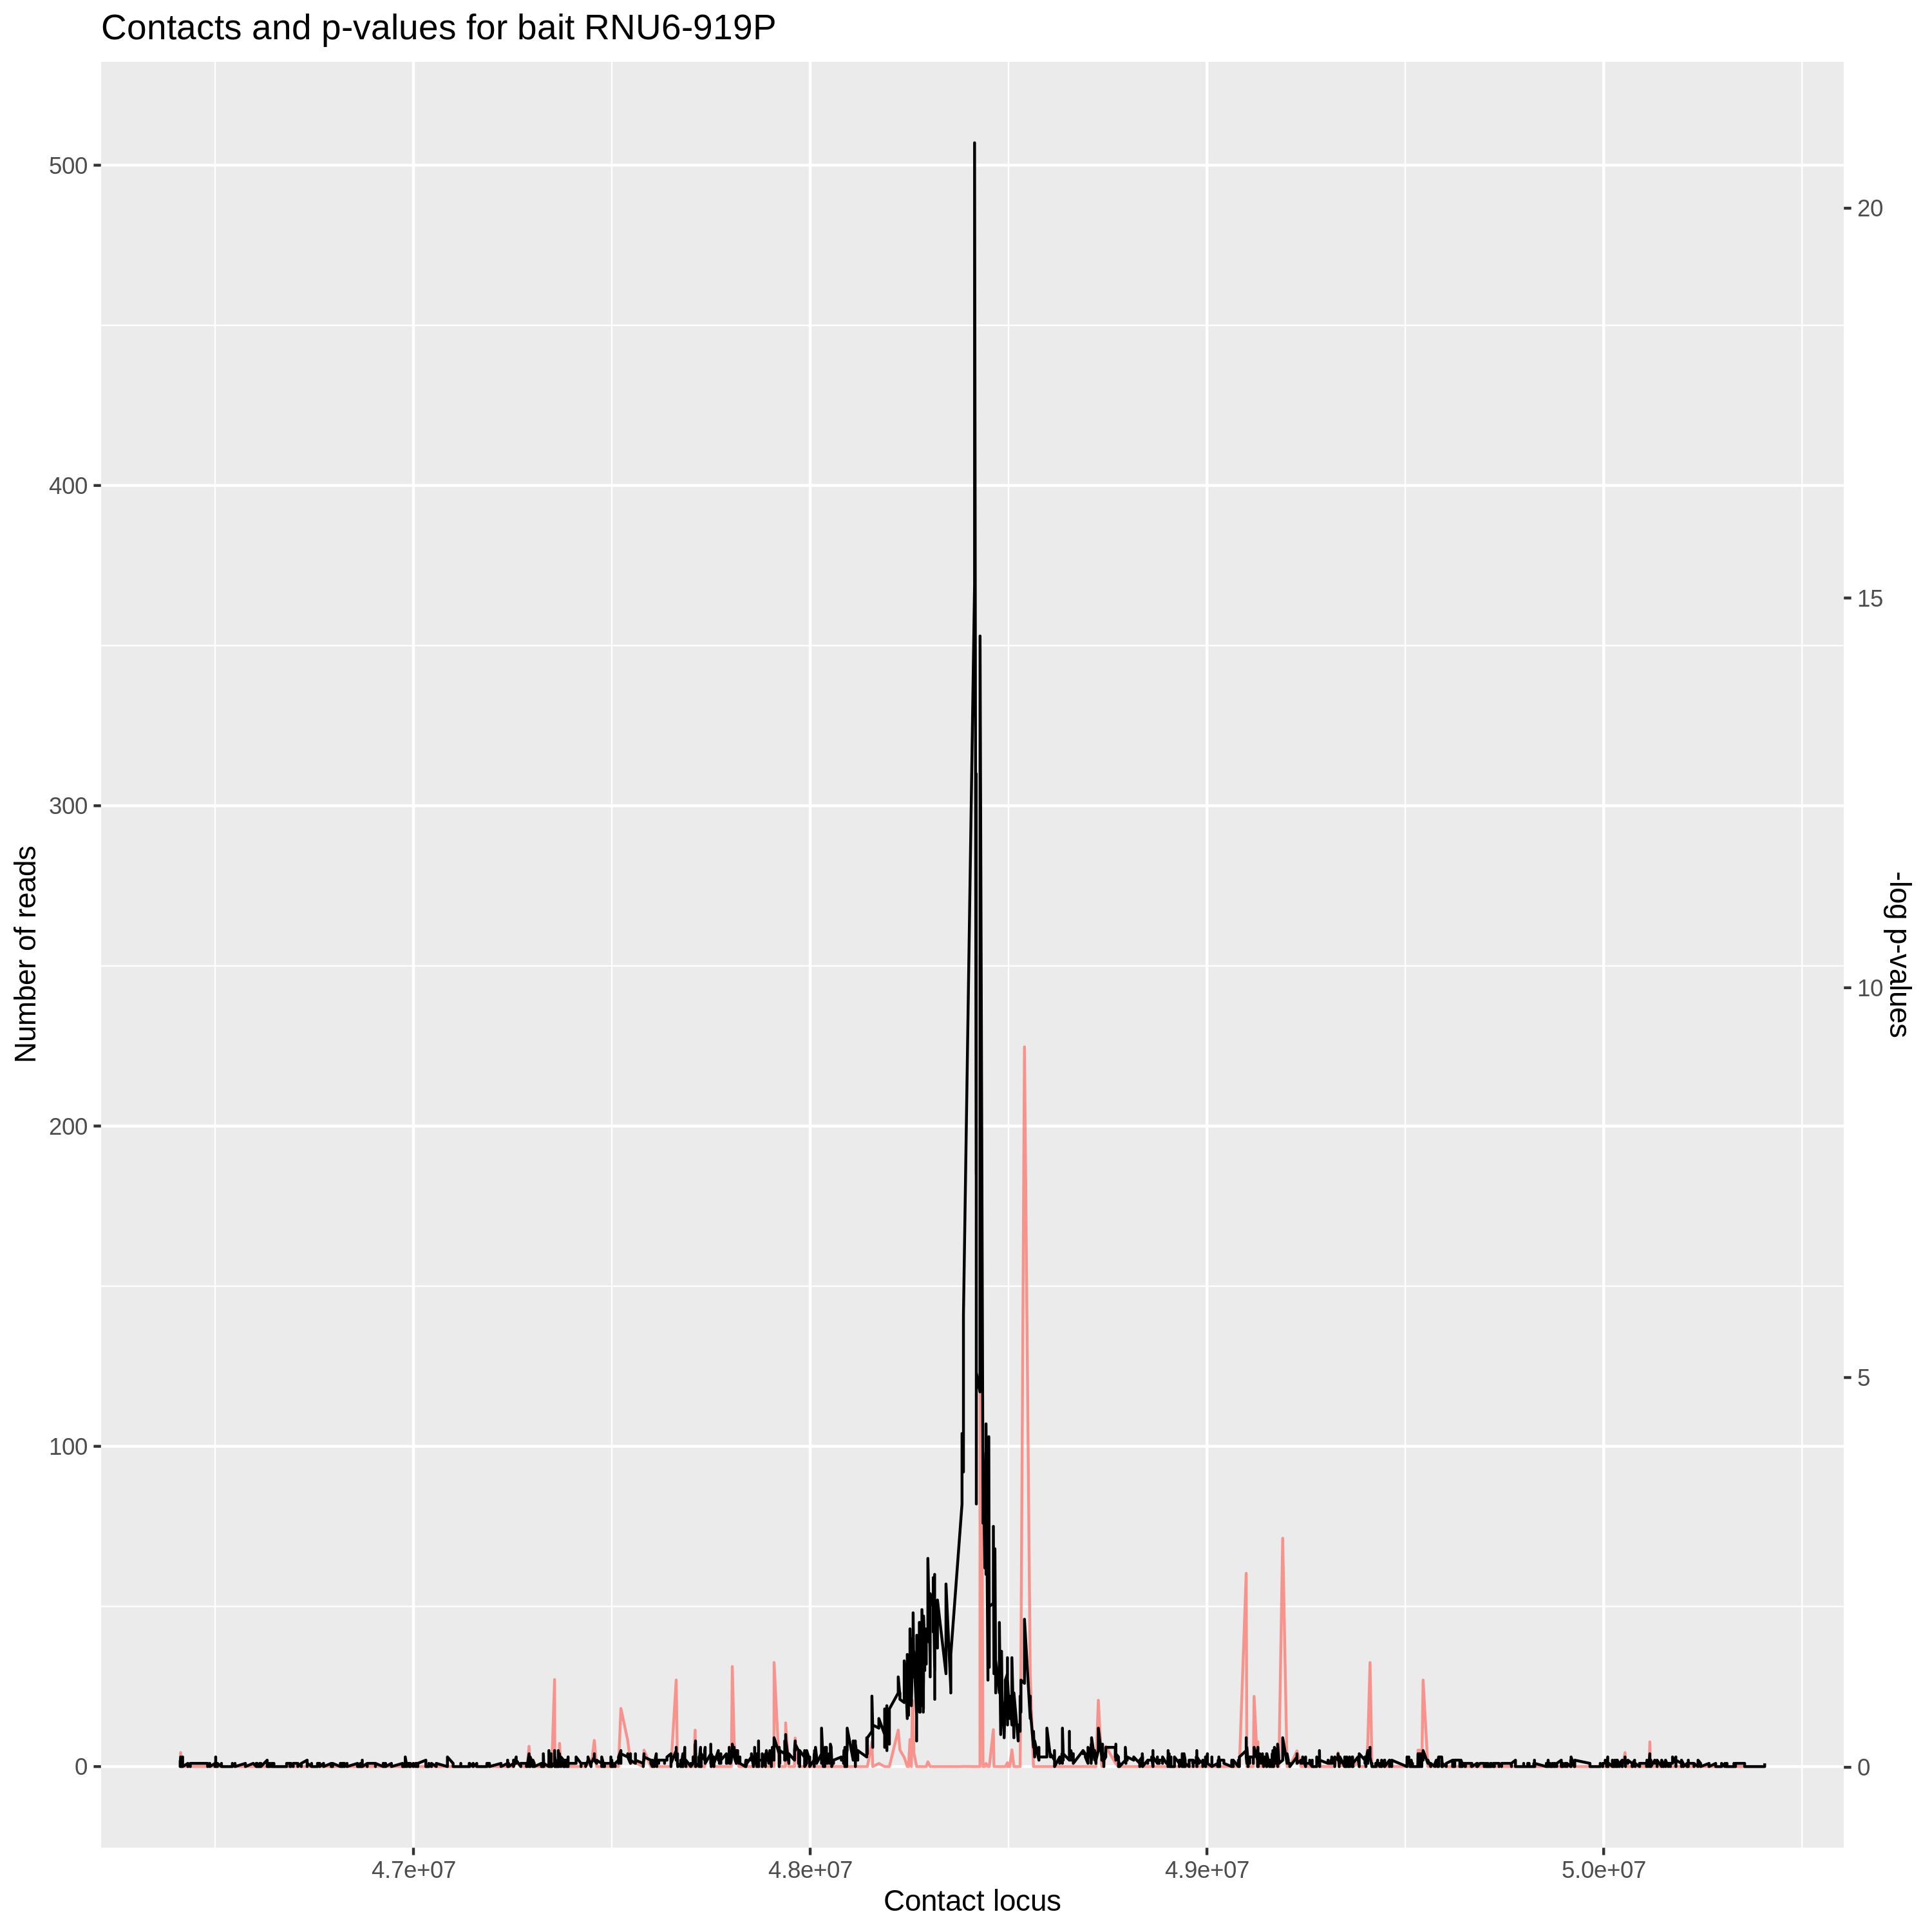 Contacts and p-values for bait RNU6-919P
500
400
300
200
100
0
Number of reads
20
15
10
5
0
-log p-values
4.7e+07 4.8e+07 4.9e+07 5.0e+07
Contact locus